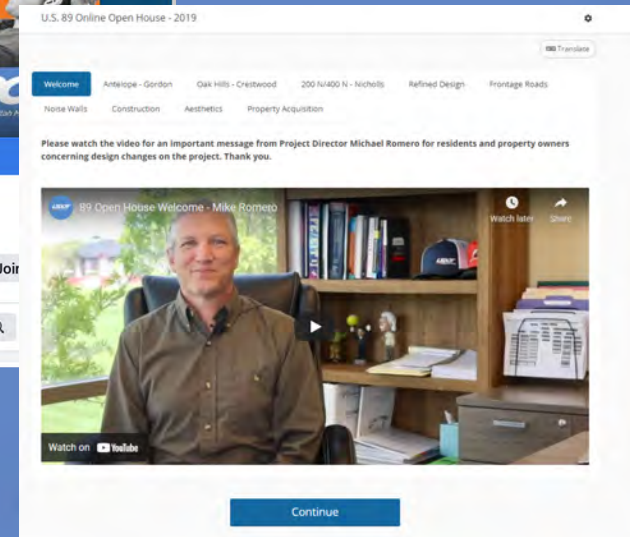 U.S. 89 Online Open House - 2019
Translate
Welcome
Antelope - Gordon
Oak Hills - Crestwood
200 N/400 N - Nicholls
Refined Design
Frontage Roads
Noise Walls
Construction
Aesthetics
Property Acquisition
Please watch the video for an important message from Project Director Michael Romero for residents and property owners
concerning design changes on the project. Thank you.
UDOT
89 Open House Welcome - Mike Romero
Watch later
Share
UDOT
Join
Watch on YouTube
Continue